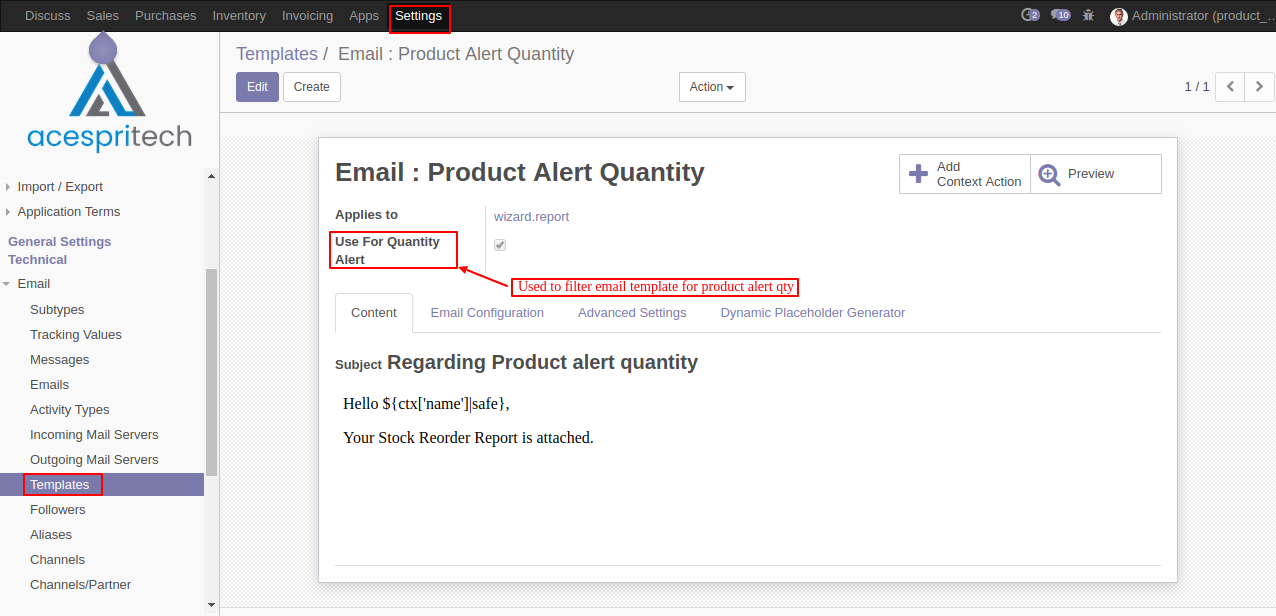 Discuss Sales Purchases Inventory Invoicing Apps Settings 2 10 Administrator (product_...
acespritech
Templates / Email : Product Alert Quantity
Edit Create Action 1 / 1
Import / Export
Application Terms
General Settings
Technical
Email
Subtypes
Tracking Values
Messages
Emails
Activity Types
Incoming Mail Servers
Outgoing Mail Servers
Templates
Followers
Aliases
Channels
Channels/Partner
Email : Product Alert Quantity
Add
Context Action
Preview
Applies to wizard.report
Use For Quantity
Alert
Used to filter email template for product alert qty
Content Email Configuration Advanced Settings Dynamic Placeholder Generator
Subject Regarding Product alert quantity
Hello ${ctx['name']|safe},
Your Stock Reorder Report is attached.